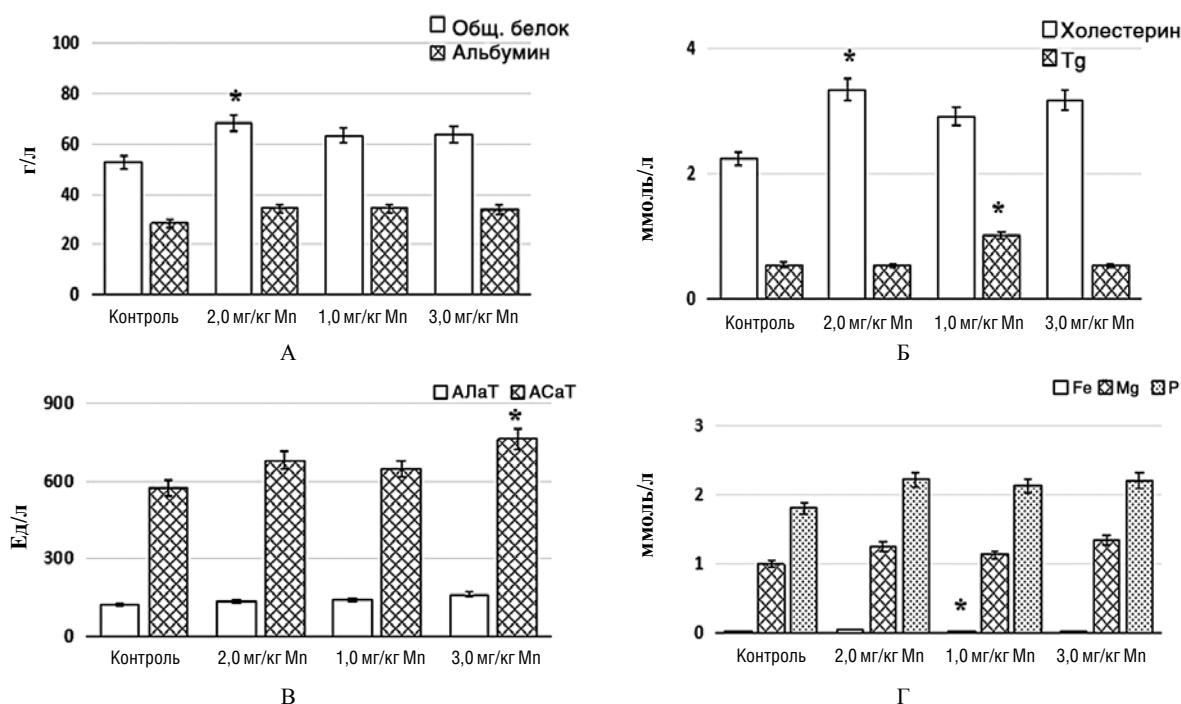 Общ. белок
Альбумин
г/л
100
80
60
40
20
0
*
Контроль 2,0 мг/кг Mn 1,0 мг/кг Mn 3,0 мг/кг Mn
А
Холестерин
Tg
ммоль/л
4
2
0
*
*
Контроль 2,0 мг/кг Mn 1,0 мг/кг Mn 3,0 мг/кг Mn
Б
АЛаТ АСаТ
Ед/л
900
600
300
0
*
Контроль 2,0 мг/кг Mn 1,0 мг/кг Mn 3,0 мг/кг Mn
В
Fe Mg P
ммоль/л
3
2
1
0
*
Контроль 2,0 мг/кг Mn 1,0 мг/кг Mn 3,0 мг/кг Mn
Г